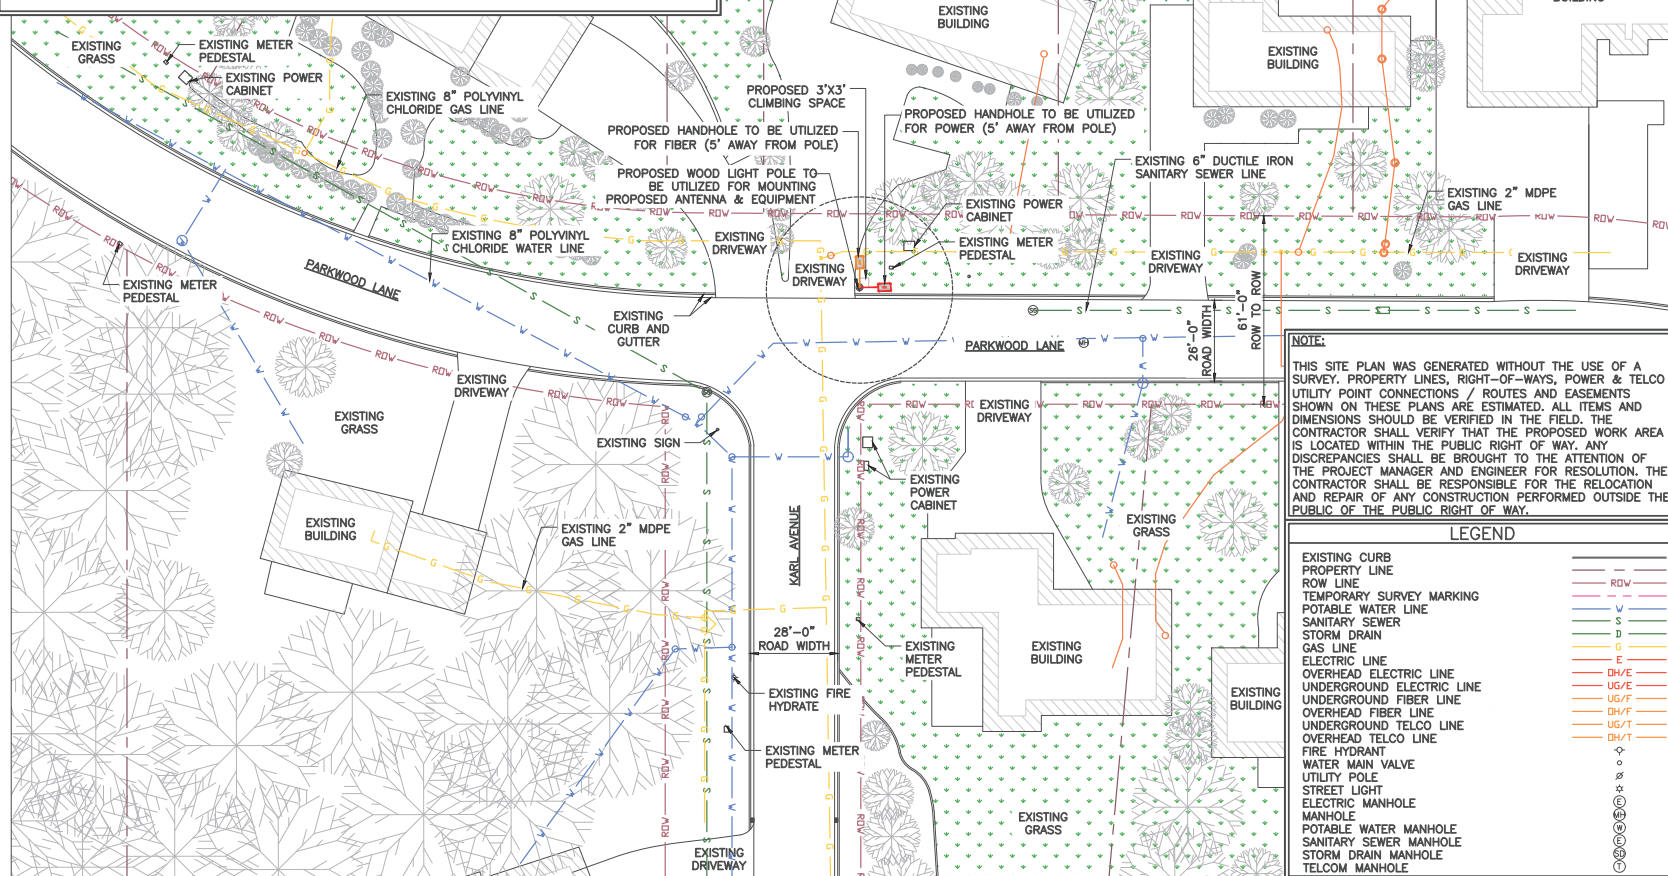 EXISTING
GRASS
EXISTING METER
PEDESTAL
EXISTING POWER
CABINET
EXISTING 8" POLYVINYL
CHLORIDE GAS LINE
EXISTING
BUILDING
EXISTING
BUILDING
PROPOSED 3'X3'
CLIMBING SPACE
PROPOSED HANDHOLE TO BE UTILIZED
FOR FIBER (5' AWAY FROM POLE)
PROPOSED HANDHOLE TO BE UTILIZED
FOR POWER (5' AWAY FROM POLE)
PROPOSED WOOD LIGHT POLE TO
BE UTILIZED FOR MOUNTING
PROPOSED ANTENNA & EQUIPMENT
EXISTING 6" DUCTILE IRON
SANITARY SEWER LINE
EXISTING 2" MDPE
GAS LINE
EXISTING POWER
CABINET
EXISTING METER
PEDESTAL
EXISTING 8" POLYVINYL
CHLORIDE WATER LINE
EXISTING
DRIVEWAY
EXISTING
DRIVEWAY
EXISTING
DRIVEWAY
EXISTING
DRIVEWAY
EXISTING METER
PEDESTAL
PARKWOOD LANE
EXISTING
CURB AND
GUTTER
PARKWOOD LANE
26'-0"
ROAD WIDTH
61'-0"
ROW TO ROW
EXISTING
DRIVEWAY
EXISTING
GRASS
EXISTING SIGN
EXISTING
DRIVEWAY
EXISTING
POWER
CABINET
EXISTING
GRASS
EXISTING
BUILDING
EXISTING 2" MDPE
GAS LINE
KARL AVENUE
28'-0"
ROAD WIDTH
EXISTING
METER
PEDESTAL
EXISTING
BUILDING
EXISTING
BUILDING
EXISTING FIRE
HYDRATE
EXISTING METER
PEDESTAL
EXISTING
GRASS
EXISTING
DRIVEWAY
NOTE:
THIS SITE PLAN WAS GENERATED WITHOUT THE USE OF A
SURVEY. PROPERTY LINES, RIGHT-OF-WAYS, POWER & TELCO
UTILITY POINT CONNECTIONS / ROUTES AND EASEMENTS
SHOWN ON THESE PLANS ARE ESTIMATED. ALL ITEMS AND
DIMENSIONS SHOULD BE VERIFIED IN THE FIELD. THE
CONTRACTOR SHALL VERIFY THAT THE PROPOSED WORK AREA
IS LOCATED WITHIN THE PUBLIC RIGHT OF WAY. ANY
DISCREPANCIES SHALL BE BROUGHT TO THE ATTENTION OF
THE PROJECT MANAGER AND ENGINEER FOR RESOLUTION. THE
CONTRACTOR SHALL BE RESPONSIBLE FOR THE RELOCATION
AND REPAIR OF ANY CONSTRUCTION PERFORMED OUTSIDE THE
PUBLIC OF THE PUBLIC RIGHT OF WAY.
LEGEND
EXISTING CURB
PROPERTY LINE
ROW LINE ROW
TEMPORARY SURVEY MARKING
POTABLE WATER LINE W
SANITARY SEWER S
STORM DRAIN D
GAS LINE G
ELECTRIC LINE E
OVERHEAD ELECTRIC LINE OH/E
UNDERGROUND ELECTRIC LINE UG/E
UNDERGROUND FIBER LINE UG/F
OVERHEAD FIBER LINE OH/F
UNDERGROUND TELCO LINE UG/T
OVERHEAD TELCO LINE OH/T
FIRE HYDRANT
WATER MAIN VALVE
UTILITY POLE
STREET LIGHT
ELECTRIC MANHOLE E
MANHOLE MH
POTABLE WATER MANHOLE W
SANITARY SEWER MANHOLE E
STORM DRAIN MANHOLE SD
TELCOM MANHOLE T